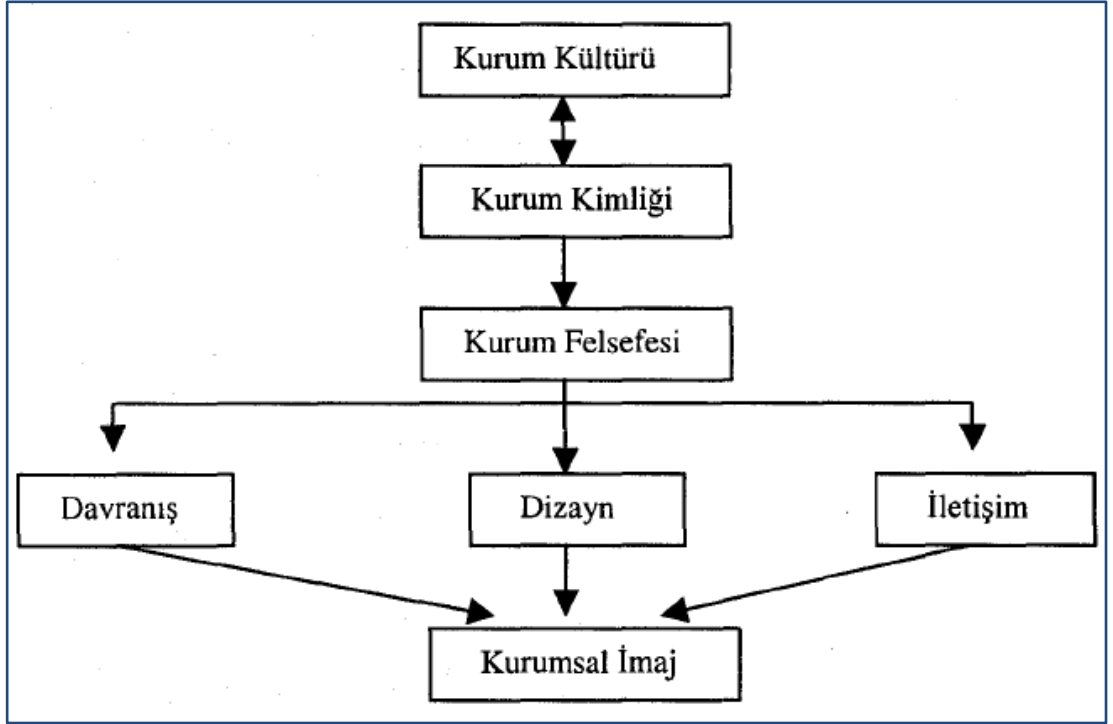 Kurum Kültürü
Kurum Kimliği
Kurum Felsefesi
Davranış
Dizayn
İletişim
Kurumsal İmaj